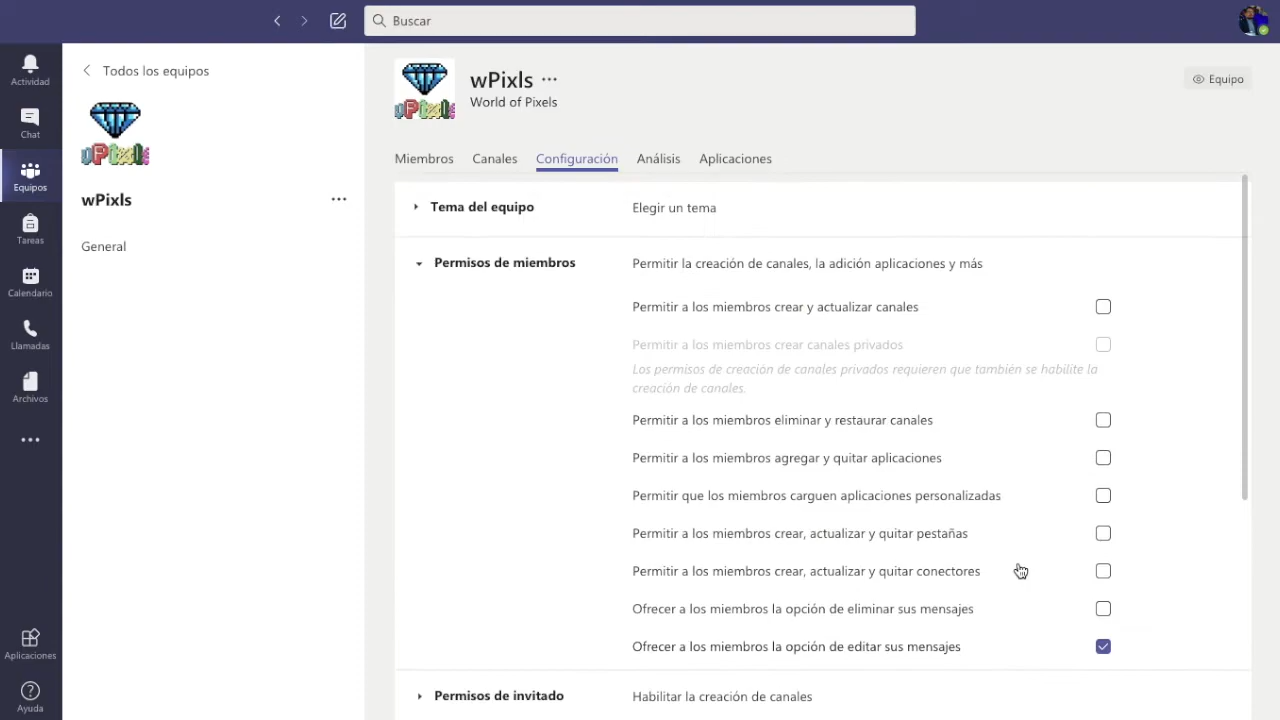 Buscar
Actividad
Chat
Equipos
Tareas
Calendario
Llamadas
Archivos
Aplicaciones
Ayuda
Todos los equipos
wPixls
General
wPixls
World of Pixels
Equipo
Miembros Canales Configuración Análisis Aplicaciones
Tema del equipo Elegir un tema
Permisos de miembros Permitir la creación de canales, la adición aplicaciones y más
Permitir a los miembros crear y actualizar canales
Permitir a los miembros crear canales privados
Los permisos de creación de canales privados requieren que también se habilite la
creación de canales.
Permitir a los miembros eliminar y restaurar canales
Permitir a los miembros agregar y quitar aplicaciones
Permitir que los miembros carguen aplicaciones personalizadas
Permitir a los miembros crear, actualizar y quitar pestañas
Permitir a los miembros crear, actualizar y quitar conectores
Ofrecer a los miembros la opción de eliminar sus mensajes
Ofrecer a los miembros la opción de editar sus mensajes
Permisos de invitado Habilitar la creación de canales